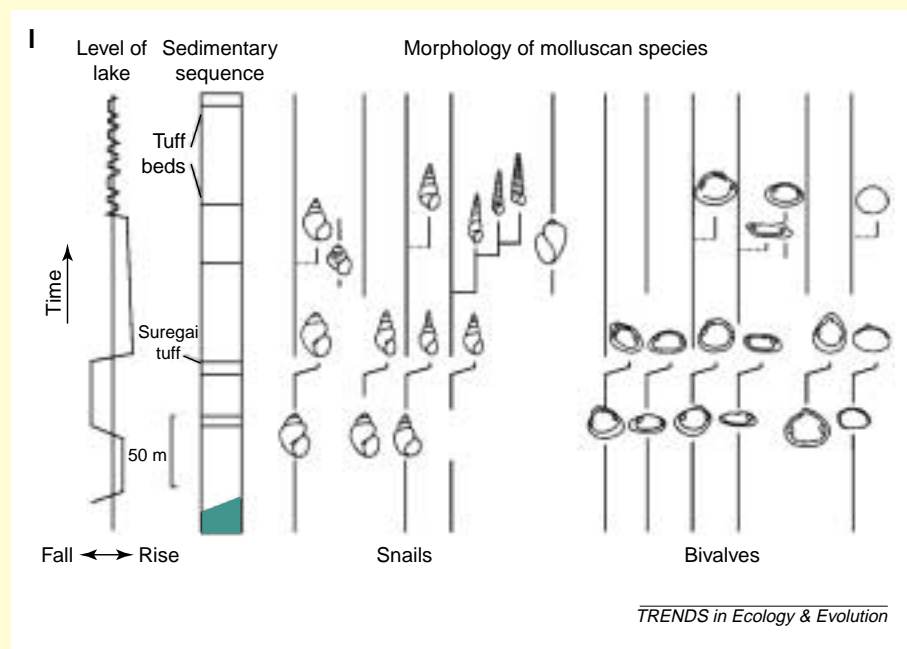 I
Level of
lake
Sedimentary
sequence
Morphology of molluscan species
Tuff
beds
Time
Suregai
tuff
50 m
Fall
Rise
Snails
Bivalves
TRENDS in Ecology & Evolution